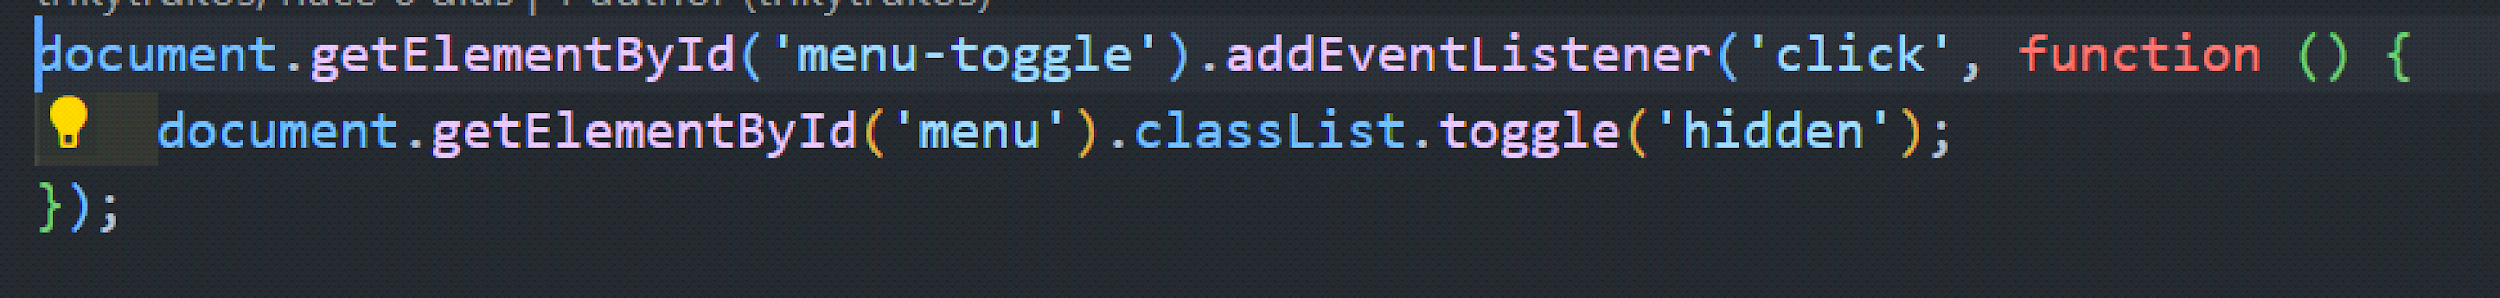 document.getElementById('menu-toggle').addEventListener('click', function () {
document.getElementById('menu').classList.toggle('hidden');
});